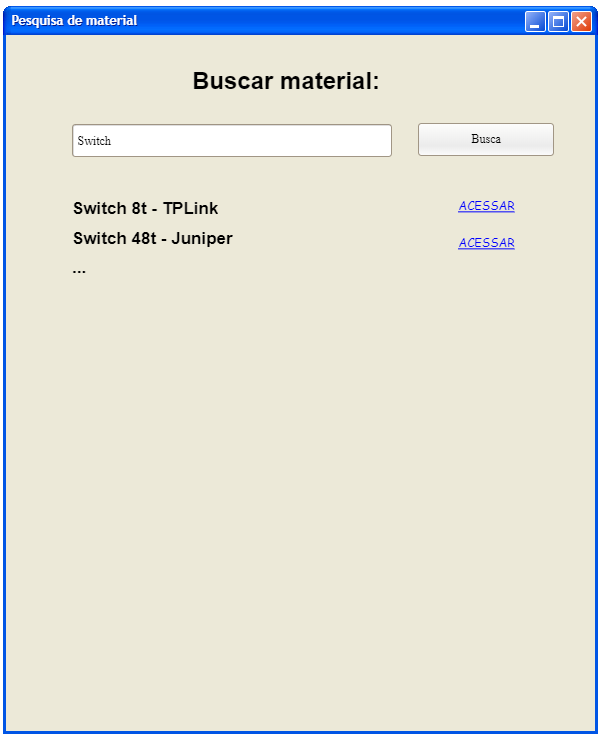 Pesquisa de material
Buscar material:
Switch
Busca
Switch 8t - TPLink
ACESSAR
Switch 48t - Juniper
ACESSAR
...